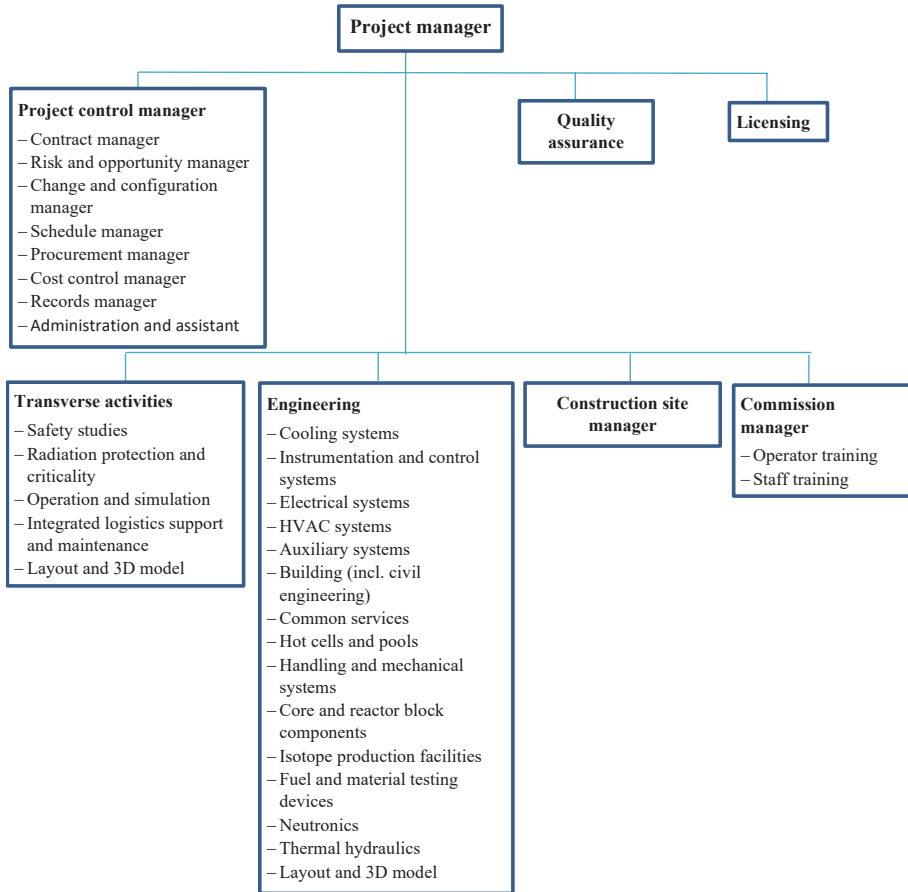 Project manager
Project control manager
– Contract manager
– Risk and opportunity manager
– Change and configuration
manager
– Schedule manager
– Procurement manager
– Cost control manager
– Records manager
– Administration and assistant
Quality
assurance
Licensing
Transverse activities
– Safety studies
– Radiation protection and
criticality
– Operation and simulation
– Integrated logistics support
and maintenance
– Layout and 3D model
Engineering
– Cooling systems
– Instrumentation and control
systems
– Electrical systems
– HVAC systems
– Auxiliary systems
– Building (incl. civil
engineering)
– Common services
– Hot cells and pools
– Handling and mechanical
systems
– Core and reactor block
components
– Isotope production facilities
– Fuel and material testing
devices
– Neutronics
– Thermal hydraulics
– Layout and 3D model
Construction site
manager
Commission
manager
– Operator training
– Staff training